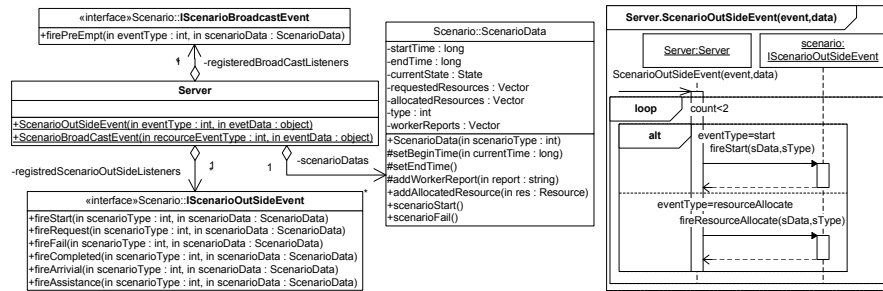 «interface»Scenario::IScenarioBroadcastEvent
+firePreEmpt(in eventType : int, in scenarioData : ScenarioData)
-registeredBroadCastListeners
Server
+ScenarioOutSideEvent(in eventType : int, in evetData : object)
+ScenarioBroadCastEvent(in recourceEventType : int, in eventData : object)
-registredScenarioOutSideListeners
1
-scenarioDatas
*
«interface»Scenario::IScenarioOutSideEvent
+fireStart(in scenarioType : int, in scenarioData : ScenarioData)
+fireRequest(in scenarioType : int, in scenarioData : ScenarioData)
+fireFail(in scenarioType : int, in scenarioData : ScenarioData)
+fireCompleted(in scenarioType : int, in scenarioData : ScenarioData)
+fireArrivial(in scenarioType : int, in scenarioData : ScenarioData)
+fireAssistance(in scenarioType : int, in scenarioData : ScenarioData)
Scenario::ScenarioData
-startTime : long
-endTime : long
-currentState : State
-requestedResources : Vector
-allocatedResources : Vector
-type : int
-workerReports : Vector
+ScenarioData(in scenarioType : int)
#setBeginTime(in currentTime : long)
#setEndTime()
#addWorkerReport(in report : string)
+addAllocatedResource(in res : Resource)
+scenarioStart()
+scenarioFail()
Server.ScenarioOutSideEvent(event,data)
Server:Server
scenario:
IScenarioOutSideEvent
ScenarioOutSideEvent(event,data)
loop
count<2
alt
eventType=start
fireStart(sData,sType)
eventType=resourceAllocate
fireResourceAllocate(sData,sType)